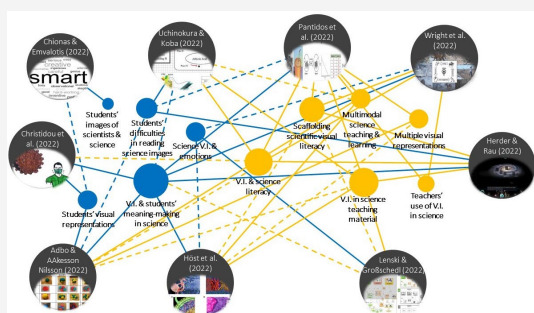 Chionas &
Emvalotis (2022)
creative
smart
Uchinokura &
Koba (2022)
Pantidos et
al. (2022)
Wright et al.
(2022)
Christidou et
al. (2022)
Herder &
Rau (2022)
Adbo &
AAkesson
Nilsson (2022)
Höst et al.
(2022)
Lenski &
Großschedl
(2022)
Students'
images of
scientists &
science
Students'
difficulties
in reading
science images
Science V.I. &
emotions
Scaffolding
scientific visual
literacy
Multimodal
science
teaching &
learning
Multiple visual
representations
V.I. & science
literacy
V.I. & students'
meaning-making
in science
Students' visual
representations
V.I. in science
teaching
material
Teachers'
use of V.I.
in science